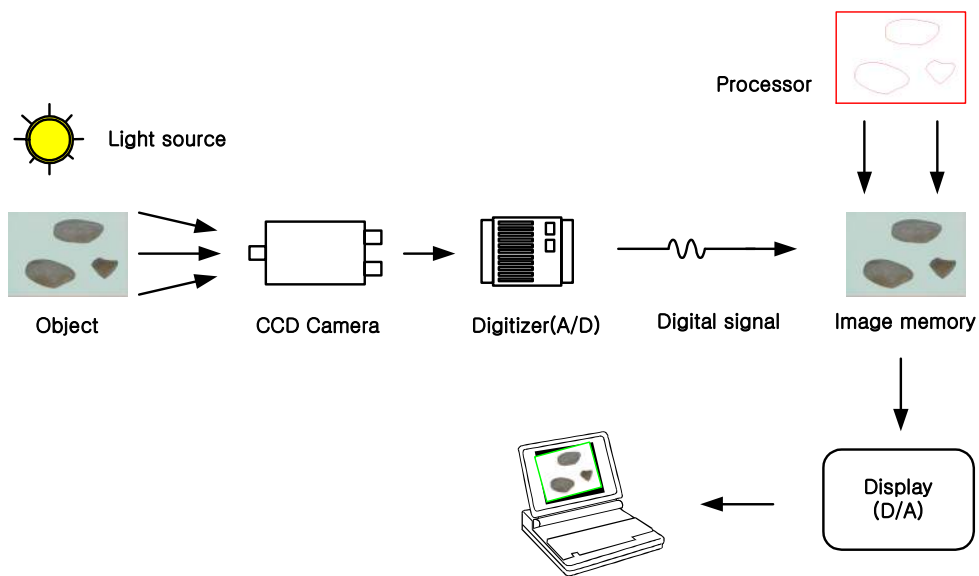 Processor
Light source
Object
CCD Camera
Digitizer(A/D)
Digital signal
Image memory
Display
(D/A)